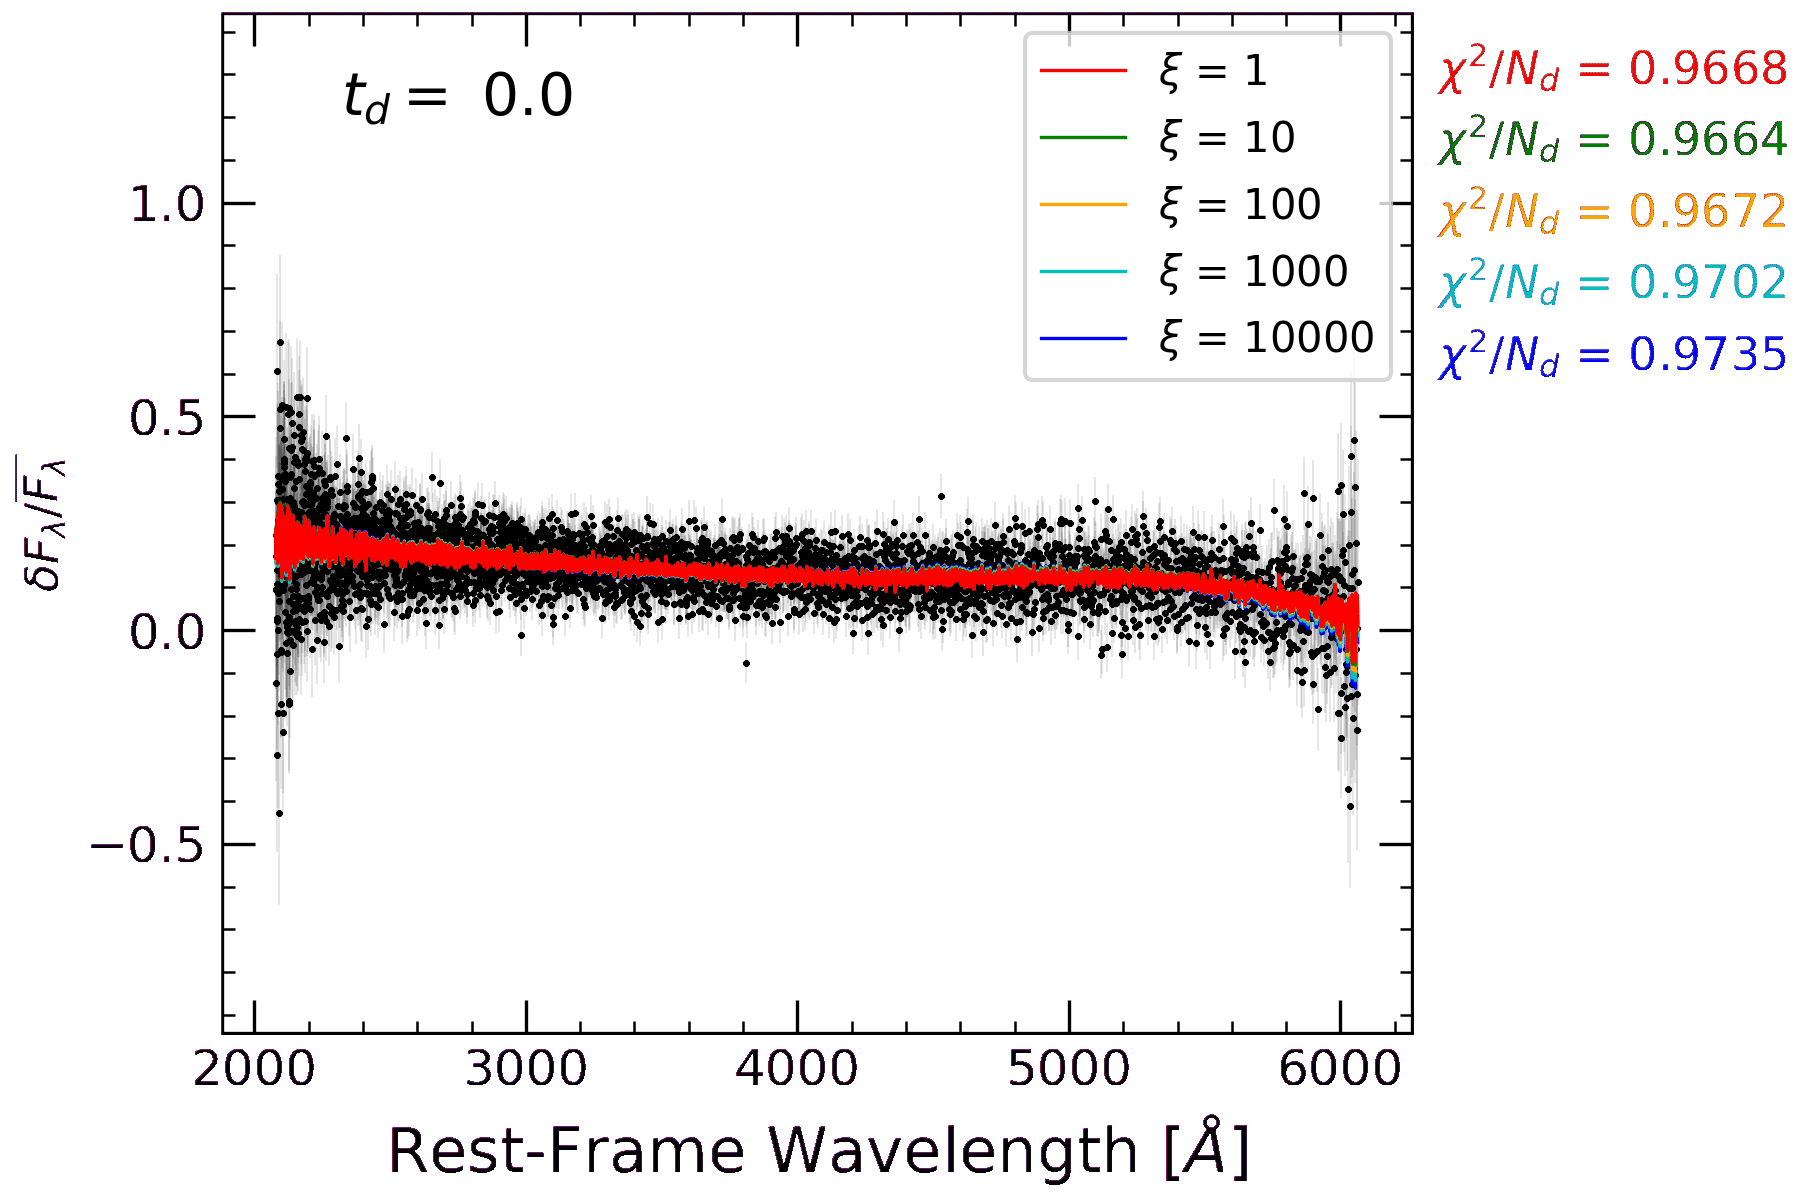 t_d = 0.0
ξ = 1
ξ = 10
ξ = 100
ξ = 1000
ξ = 10000
χ²/N_d = 0.9668
χ²/N_d = 0.9664
χ²/N_d = 0.9672
χ²/N_d = 0.9702
χ²/N_d = 0.9735
1.0
0.5
0.0
−0.5
δF_λ/F̅_λ
2000 3000 4000 5000 6000
Rest-Frame Wavelength [Å]